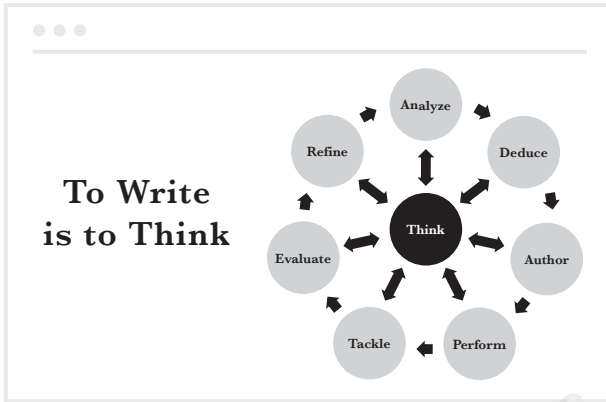 To Write
is to Think
Analyze
Deduce
Author
Perform
Tackle
Evaluate
Refine
Think